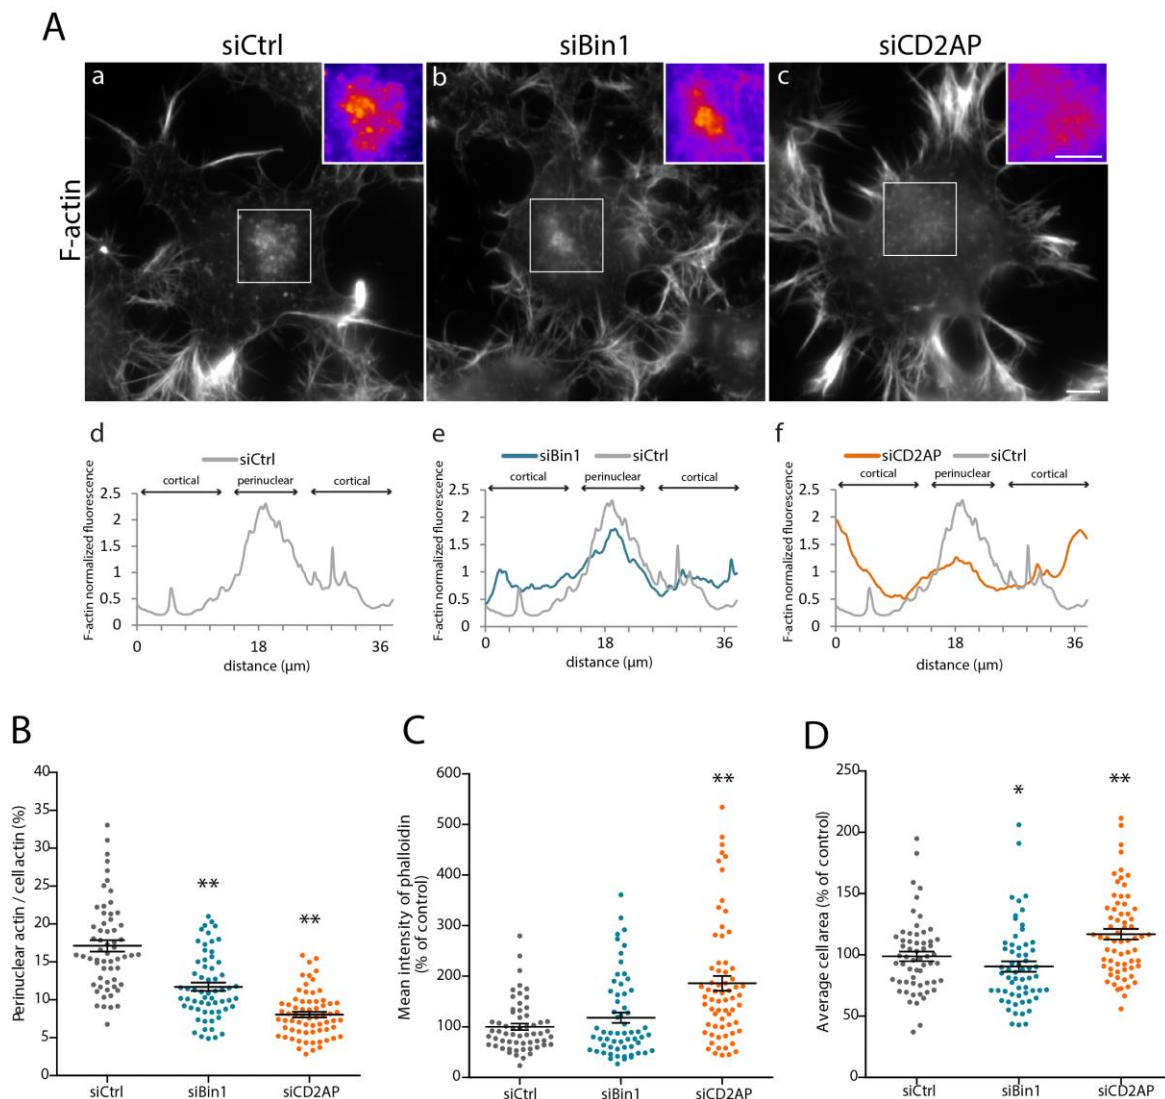 A
siCtrl siBin1 siCD2AP
a b c
F-actin
d
siCtrl
cortical perinuclear cortical
F-actin normalized fluorescence
2.5
2
1.5
1
0.5
0
0 18 36
distance (µm)
e
siBin1 siCtrl
cortical perinuclear cortical
F-actin normalized fluorescence
2.5
2
1.5
1
0.5
0
0 18 36
distance (µm)
f
siCD2AP siCtrl
cortical perinuclear cortical
F-actin normalized fluorescence
2.5
2
1.5
1
0.5
0
0 18 36
distance (µm)
B
Perinuclear actin / cell actin (%)
40
35
30
25
20
15
10
5
0
**
**
siCtrl siBin1 siCD2AP
C
Mean intensity of phalloidin
(% of control)
600
500
400
300
200
100
0
**
siCtrl siBin1 siCD2AP
D
Average cell area (% of control)
250
200
150
100
50
0
*
**
siCtrl siBin1 siCD2AP